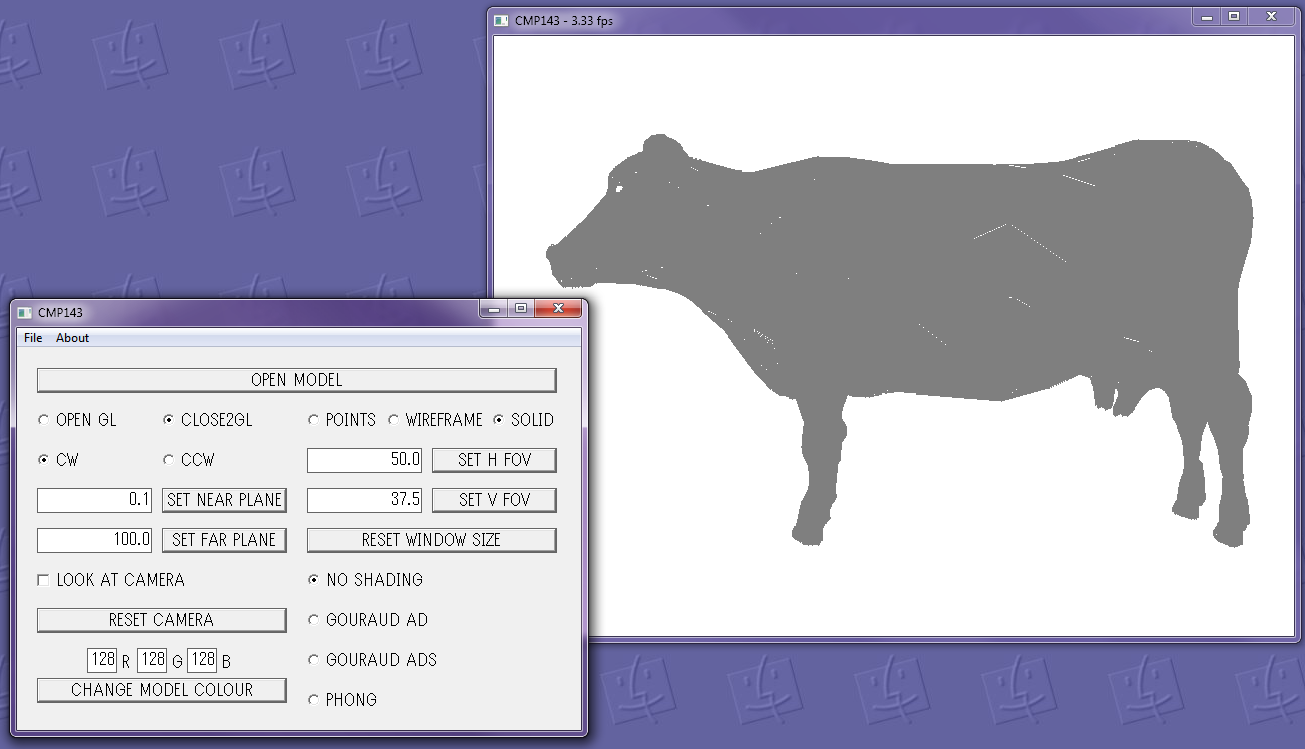 CMP143 - 3.33 fps
CMP143
File About
OPEN MODEL
OPEN GL CLOSE2GL POINTS WIREFRAME SOLID
CW CCW 50.0 SET H FOV
0.1 SET NEAR PLANE 37.5 SET V FOV
100.0 SET FAR PLANE RESET WINDOW SIZE
LOOK AT CAMERA NO SHADING
RESET CAMERA GOURAUD AD
128 R 128 G 128 B GOURAUD ADS
CHANGE MODEL COLOUR PHONG